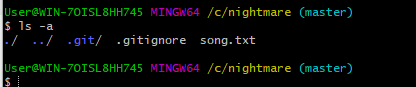 User@WIN-7OISL8HH745 MINGW64 /c/nightmare (master)
$ ls -a
./  ../  .git/  .gitignore  song.txt
User@WIN-7OISL8HH745 MINGW64 /c/nightmare (master)
$